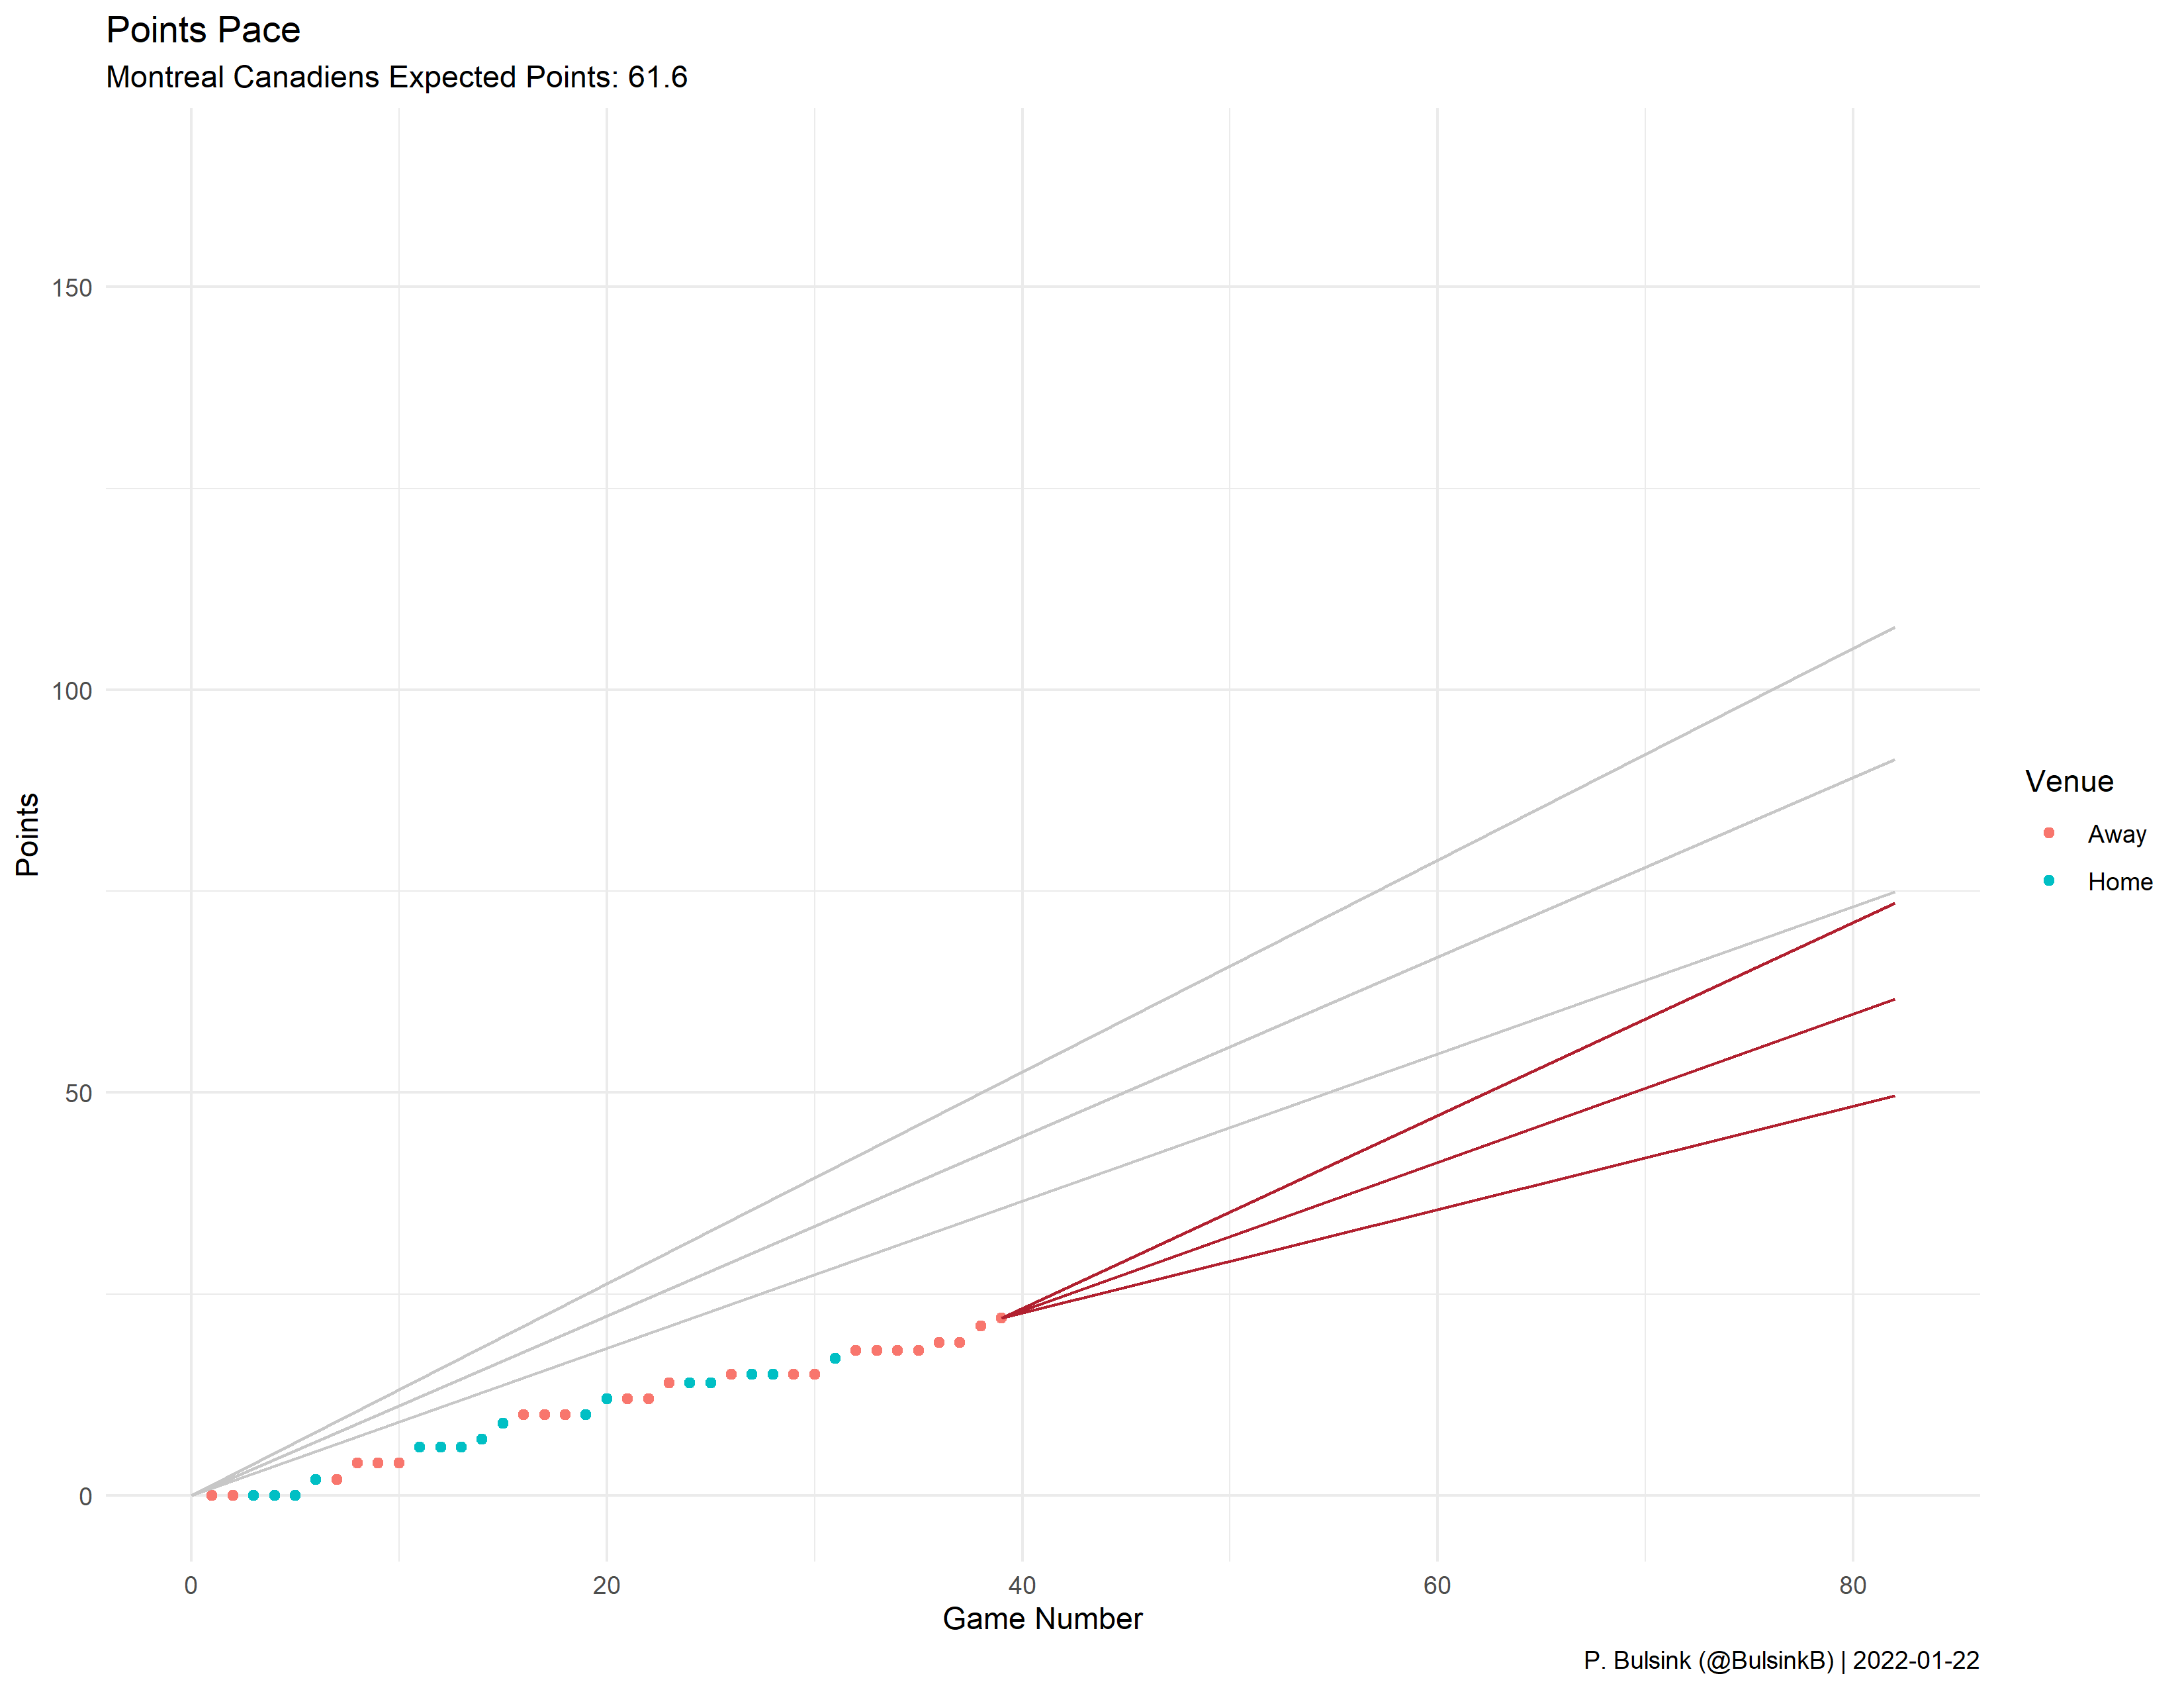 Points Pace
Montreal Canadiens Expected Points: 61.6
150
100
50
0
Points
0 20 40 60 80
Game Number
Venue
Away
Home
P. Bulsink (@BulsinkB) | 2022-01-22